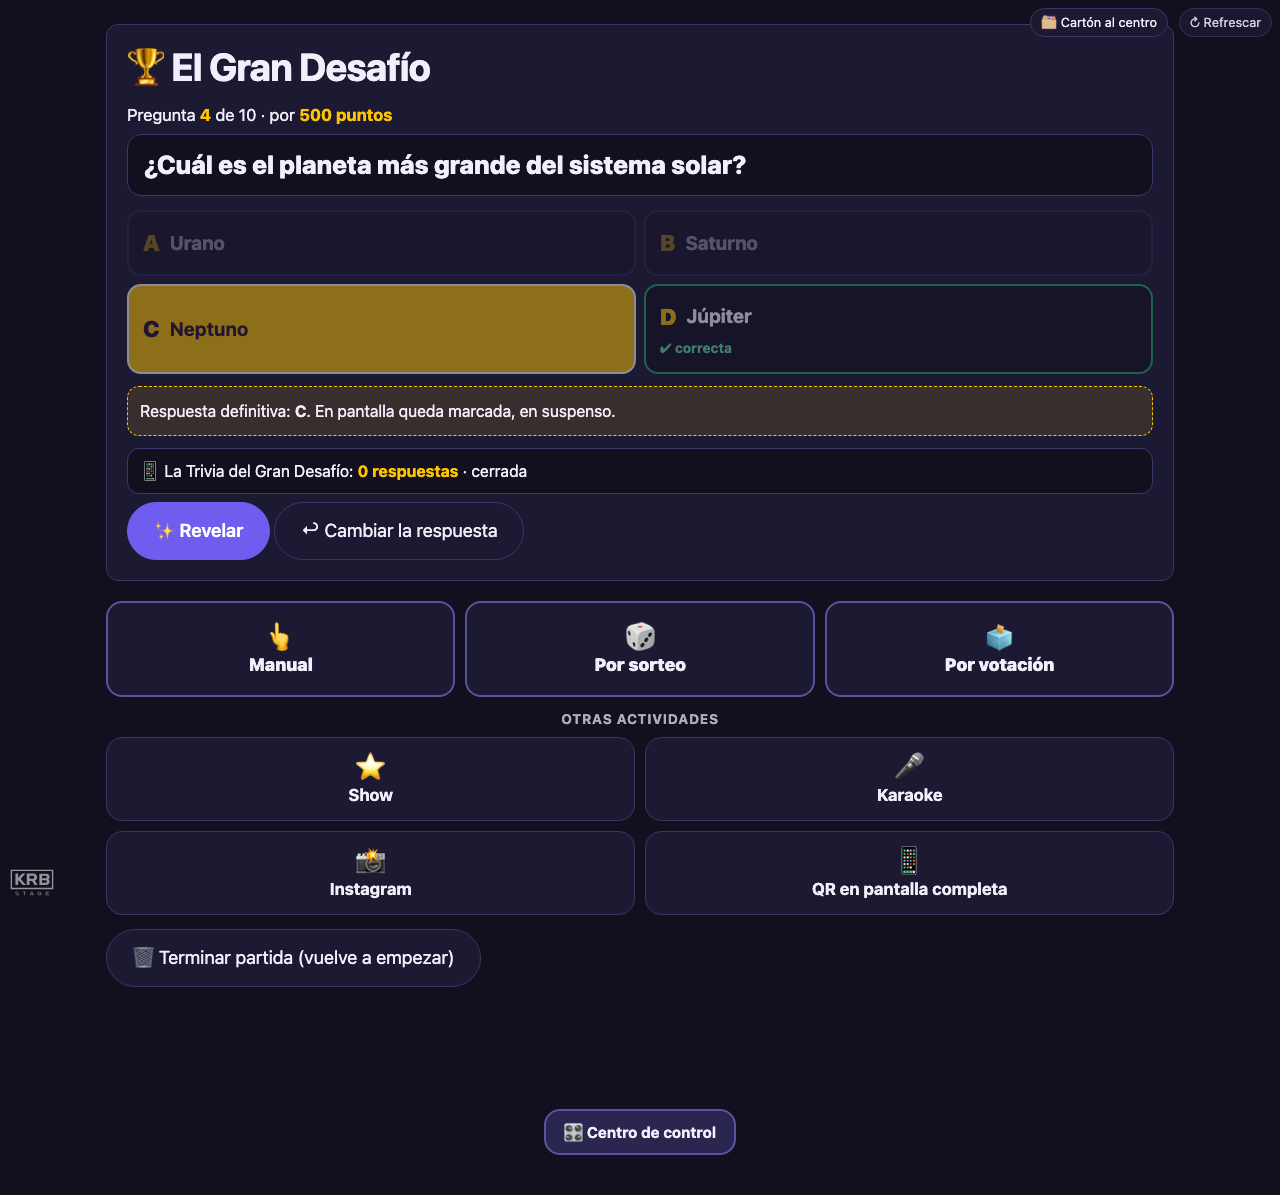 Cartón al centro
Refrescar
El Gran Desafío
Pregunta 4 de 10 · por 500 puntos
¿Cuál es el planeta más grande del sistema solar?
A Urano
B Saturno
C Neptuno
D Júpiter
✔ correcta
Respuesta definitiva: C. En pantalla queda marcada, en suspenso.
La Trivia del Gran Desafío: 0 respuestas · cerrada
Revelar
Cambiar la respuesta
Manual
Por sorteo
Por votación
OTRAS ACTIVIDADES
Show
Karaoke
Instagram
QR en pantalla completa
KRB
STAGE
Terminar partida (vuelve a empezar)
Centro de control